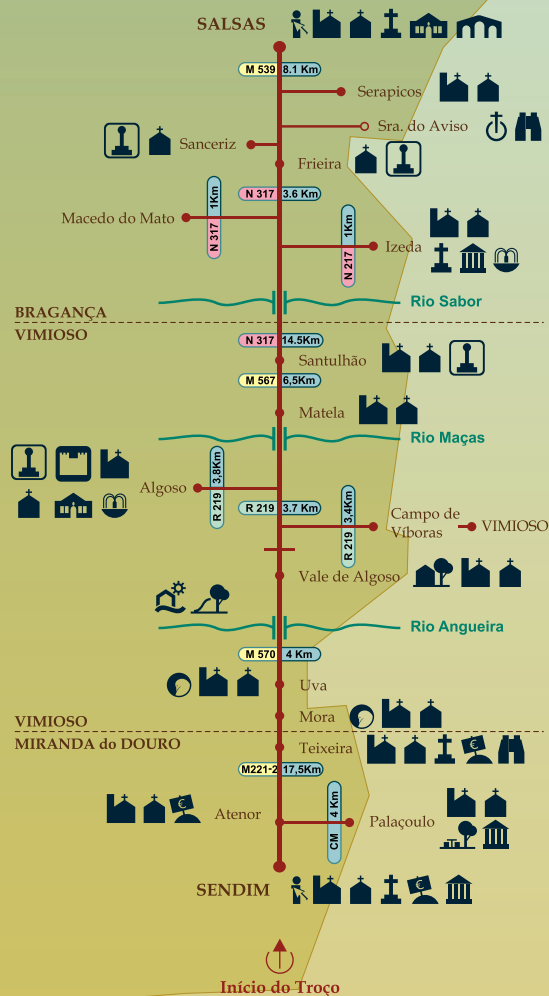 SALSAS
M 539 8.1 Km
Serapicos
Sra. do Aviso
Sanceriz
Frieira
N 317 3.6 Km
N 317 1Km
Macedo do Mato
N 217 1Km
Izeda
Rio Sabor
BRAGANÇA
VIMIOSO
N 317 14.5Km
Santulhão
M 567 6,5Km
Matela
Rio Maças
Algoso
R 219 3,8Km
R 219 3.7 Km
R 219 3,4Km
Campo de
Víboras
VIMIOSO
Vale de Algoso
Rio Angueira
M 570 4 Km
Uva
Mora
VIMIOSO
MIRANDA do DOURO
Teixeira
€
M221-2 17,5Km
€
Atenor
CM 4 Km
Palaçoulo
SENDIM
€
Início do Troço